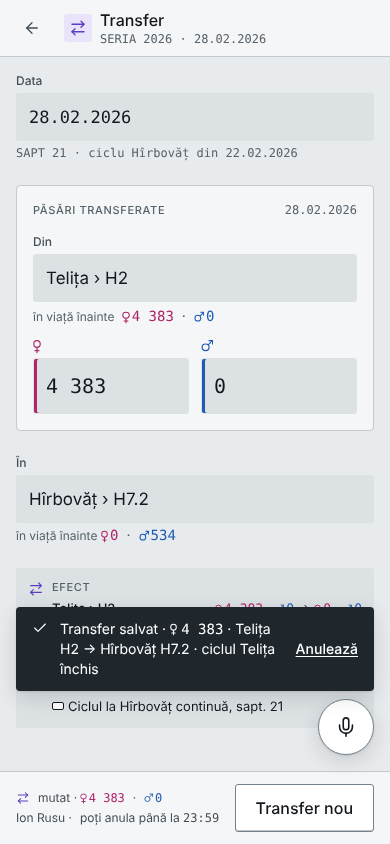 Transfer
SERIA 2026 · 28.02.2026
Data
28.02.2026
SAPT 21 · ciclu Hîrbovăț din 22.02.2026
PĂSĂRI TRANSFERATE 28.02.2026
Din
Telița › H2
în viață înainte ♀4 383 · ♂0
♀ ♂
4 383 0
În
Hîrbovăț › H7.2
în viață înainte ♀0 · ♂534
EFECT
Transfer salvat · ♀ 4 383 · Telița
H2 → Hîrbovăț H7.2 · ciclul Telița
închis
Anulează
Ciclul la Hîrbovăț continuă, sapt. 21
mutat · ♀4 383 · ♂0
Ion Rusu · poți anula până la 23:59
Transfer nou